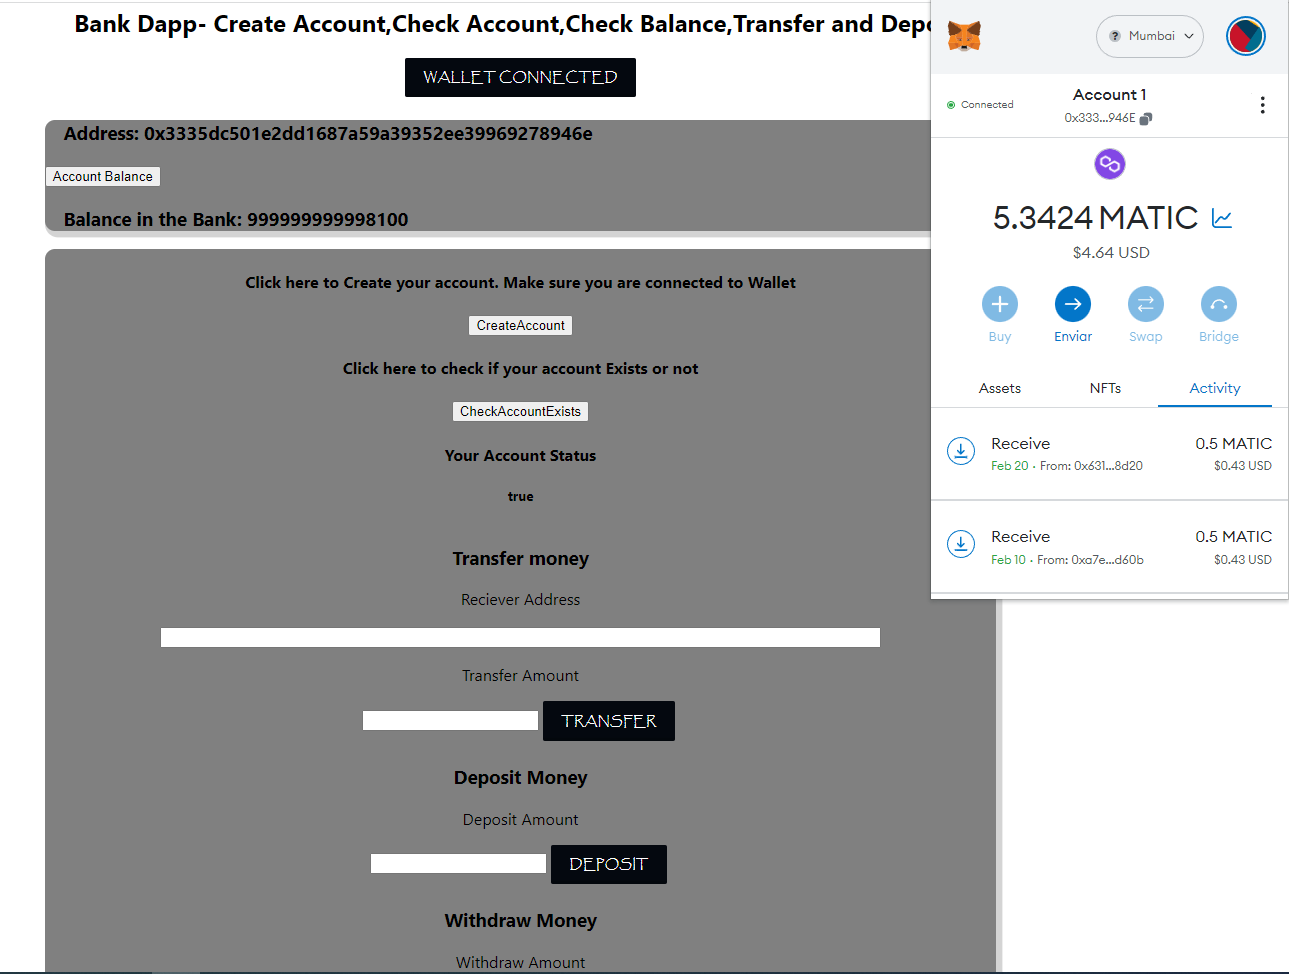 Bank Dapp- Create Account,Check Account,Check Balance,Transfer and
WALLET CONNECTED
Address: 0x3335dc501e2dd1687a59a39352ee39969278946e
Account Balance
Balance in the Bank: 999999999998100
Click here to Create your account. Make sure you are connected to Wallet
CreateAccount
Click here to check if your account Exists or not
CheckAccountExists
Your Account Status
true
Transfer money
Reciever Address
Transfer Amount
TRANSFER
Deposit Money
Deposit Amount
DEPOSIT
Withdraw Money
Withdraw Amount
Mumbai
Connected
Account 1
0x333...946E
5.3424 MATIC
$4.64 USD
Buy
Enviar
Swap
Bridge
Assets
NFTs
Activity
Receive
0.5 MATIC
Feb 20 · From: 0x631...8d20
$0.43 USD
Receive
0.5 MATIC
Feb 10 · From: 0xa7e...d60b
$0.43 USD